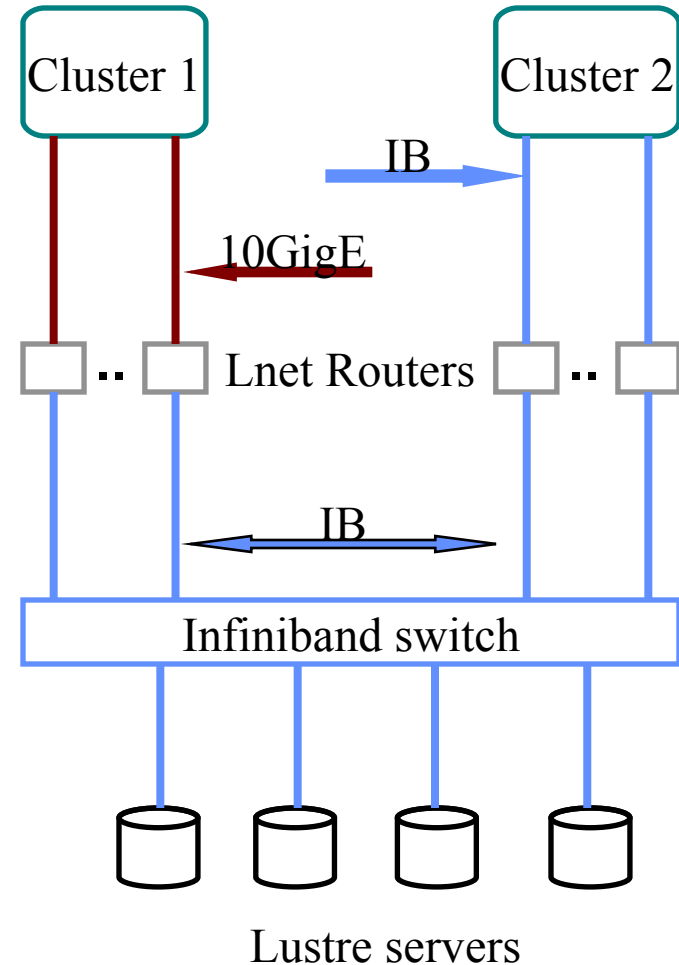 Cluster 1
Cluster 2
IB
10GigE
.. Lnet Routers ..
IB
Infiniband switch
Lustre servers